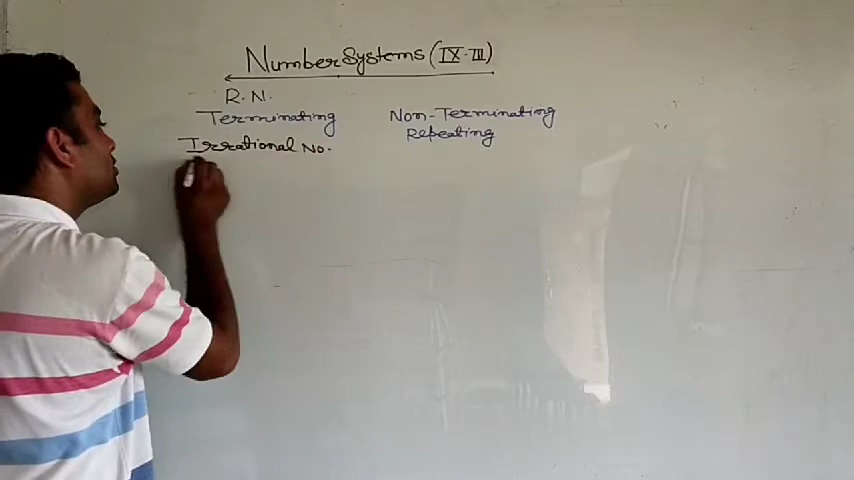 Number Systems (IX-III)
R.N.
Terminating Non-Terminating
Repeating
Irrational No.